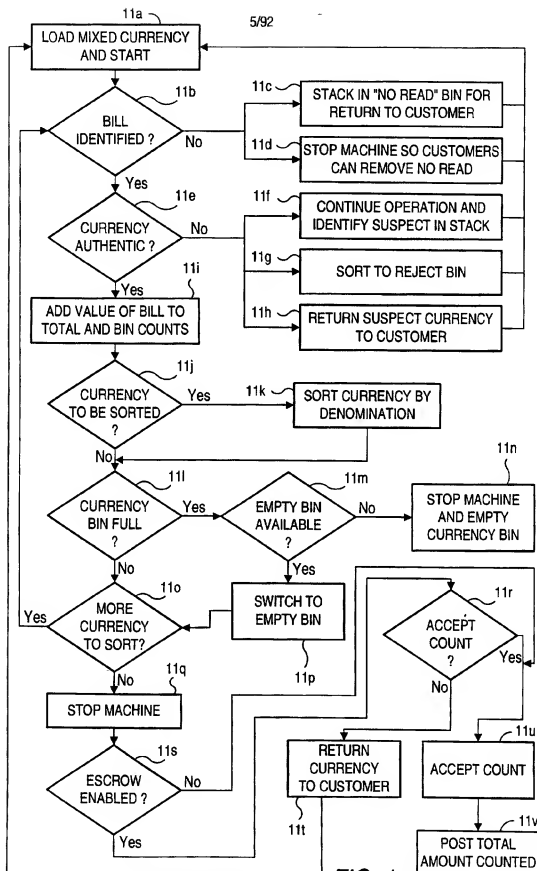 5/92
11a
LOAD MIXED CURRENCY
AND START
11b
BILL
IDENTIFIED ?
No
Yes
11c
STACK IN "NO READ" BIN FOR
RETURN TO CUSTOMER
11d
STOP MACHINE SO CUSTOMERS
CAN REMOVE NO READ
11e
CURRENCY
AUTHENTIC ?
No
Yes
11f
CONTINUE OPERATION AND
IDENTIFY SUSPECT IN STACK
11g
SORT TO REJECT BIN
11h
RETURN SUSPECT CURRENCY
TO CUSTOMER
11i
ADD VALUE OF BILL TO
TOTAL AND BIN COUNTS
11j
CURRENCY
TO BE SORTED
?
Yes
No
11k
SORT CURRENCY BY
DENOMINATION
11l
CURRENCY
BIN FULL
?
Yes
No
11m
EMPTY BIN
AVAILABLE
?
No
Yes
11n
STOP MACHINE
AND EMPTY
CURRENCY BIN
11o
MORE
CURRENCY
TO SORT?
Yes
No
SWITCH TO
EMPTY BIN
11p
11q
STOP MACHINE
11r
ACCEPT
COUNT
?
Yes
No
11s
ESCROW
ENABLED ?
No
Yes
RETURN
CURRENCY
TO CUSTOMER
11t
11u
ACCEPT COUNT
11v
POST TOTAL
AMOUNT COUNTED